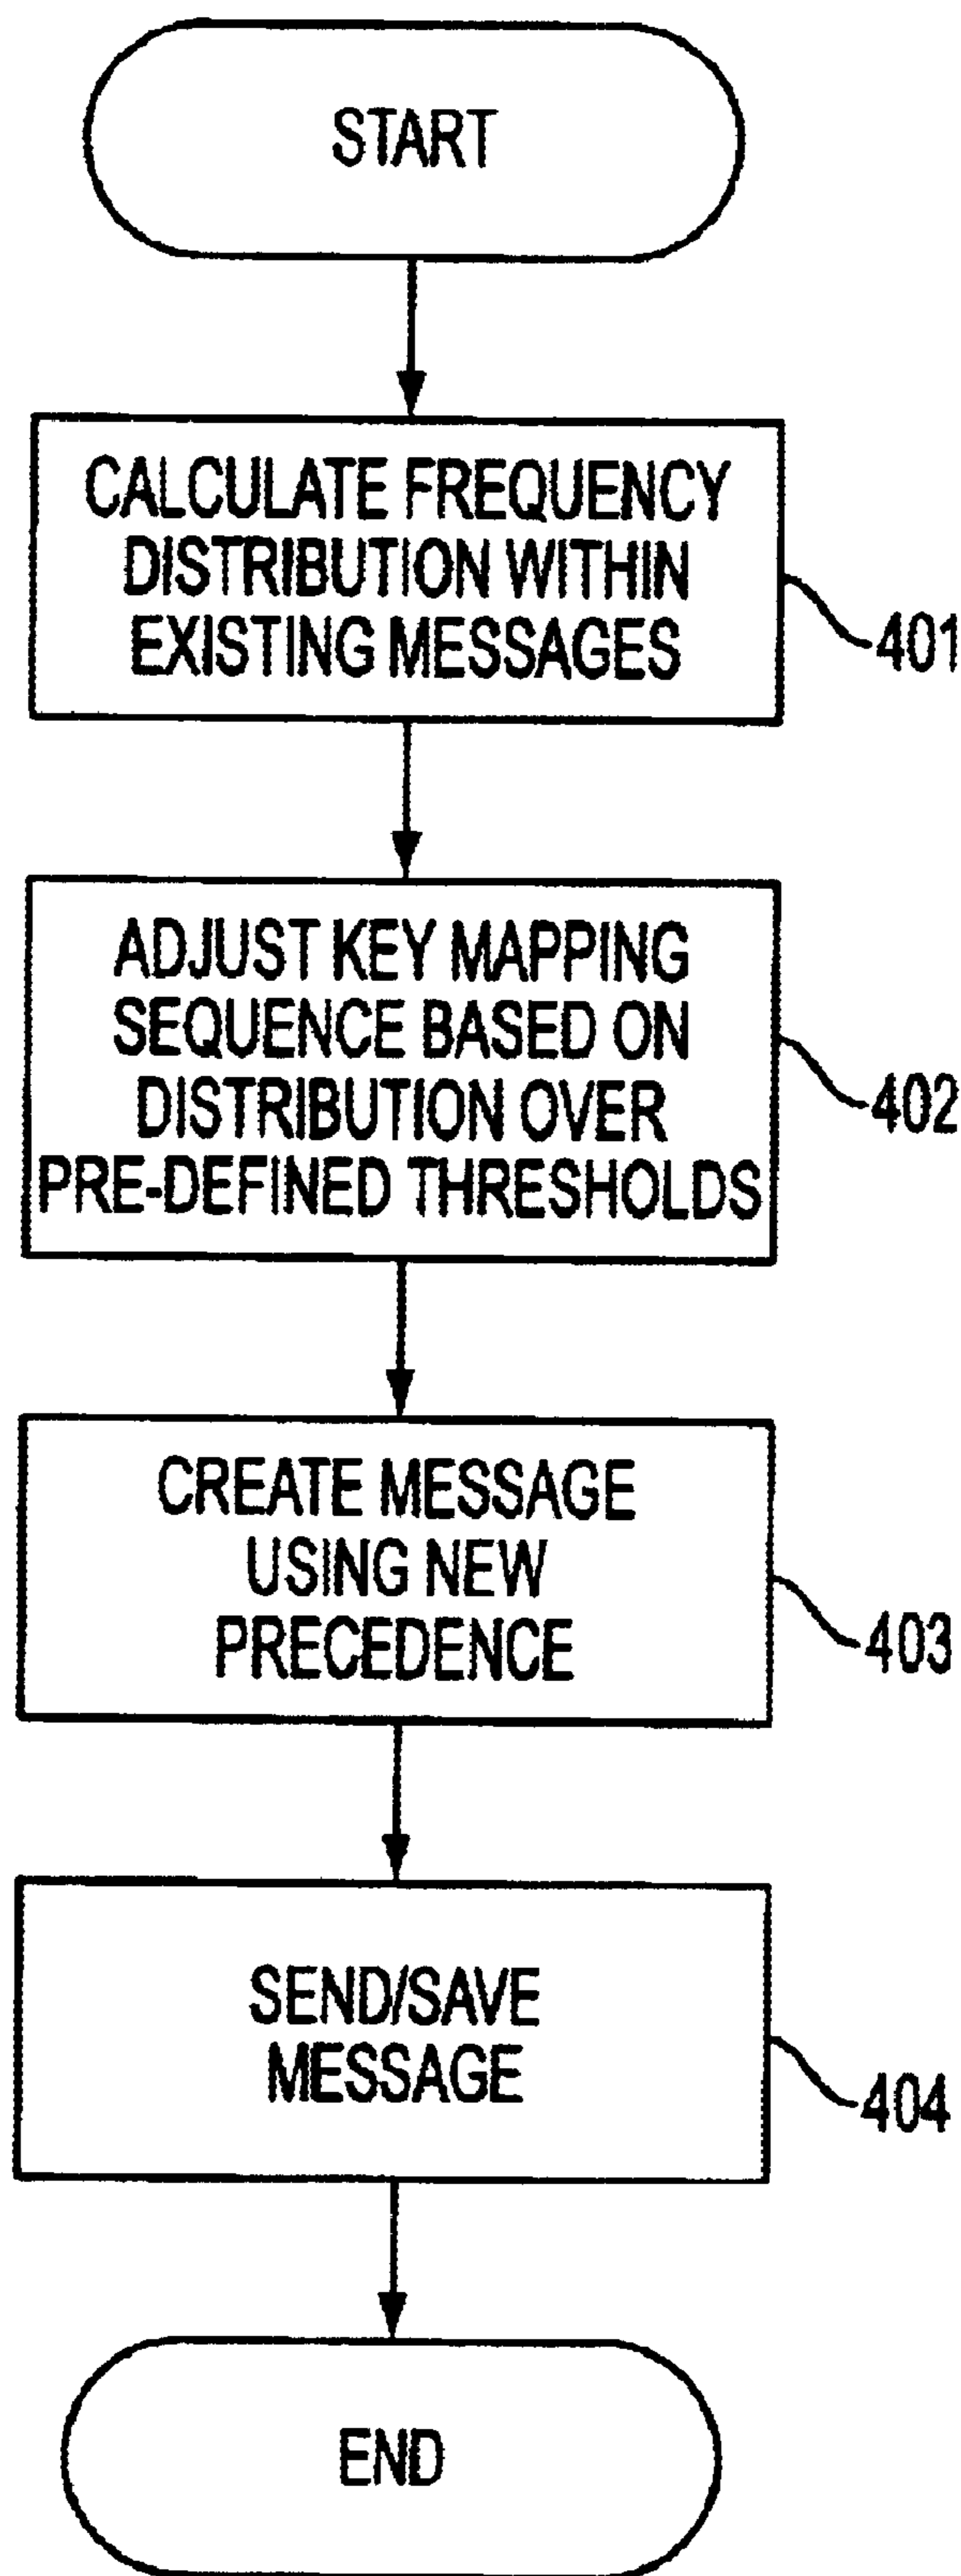 START
CALCULATE FREQUENCY
DISTRIBUTION WITHIN
EXISTING MESSAGES
401
ADJUST KEY MAPPING
SEQUENCE BASED ON
DISTRIBUTION OVER
PRE-DEFINED THRESHOLDS
402
CREATE MESSAGE
USING NEW
PRECEDENCE
403
SEND/SAVE
MESSAGE
404
END